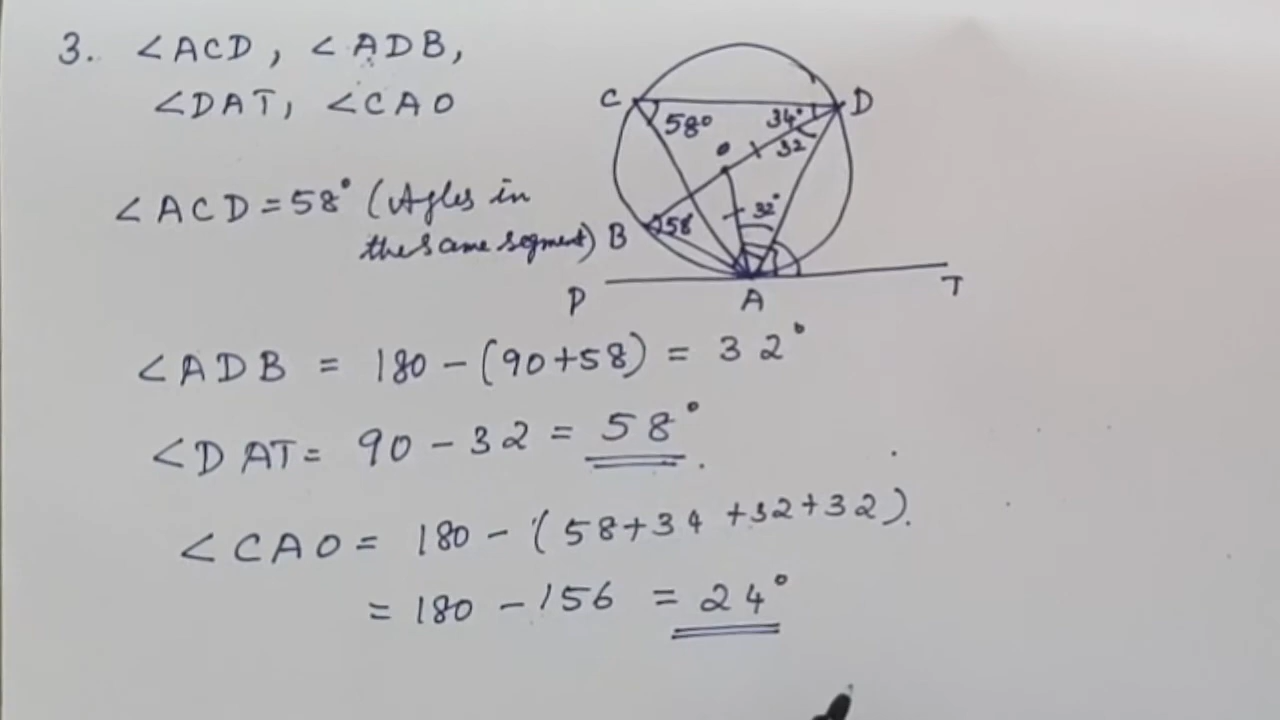 3. ∠ACD, ∠ADB,
∠DAT, ∠CAO
∠ACD = 58° (Agles in
the same segment)
C
D
58°
34°
32
O
32°
B
58
P
A
T
∠ADB = 180 - (90+58) = 32°
∠DAT = 90 - 32 = 58°.
∠CAO = 180 - (58+34 +32+32).
= 180 - 156 = 24°